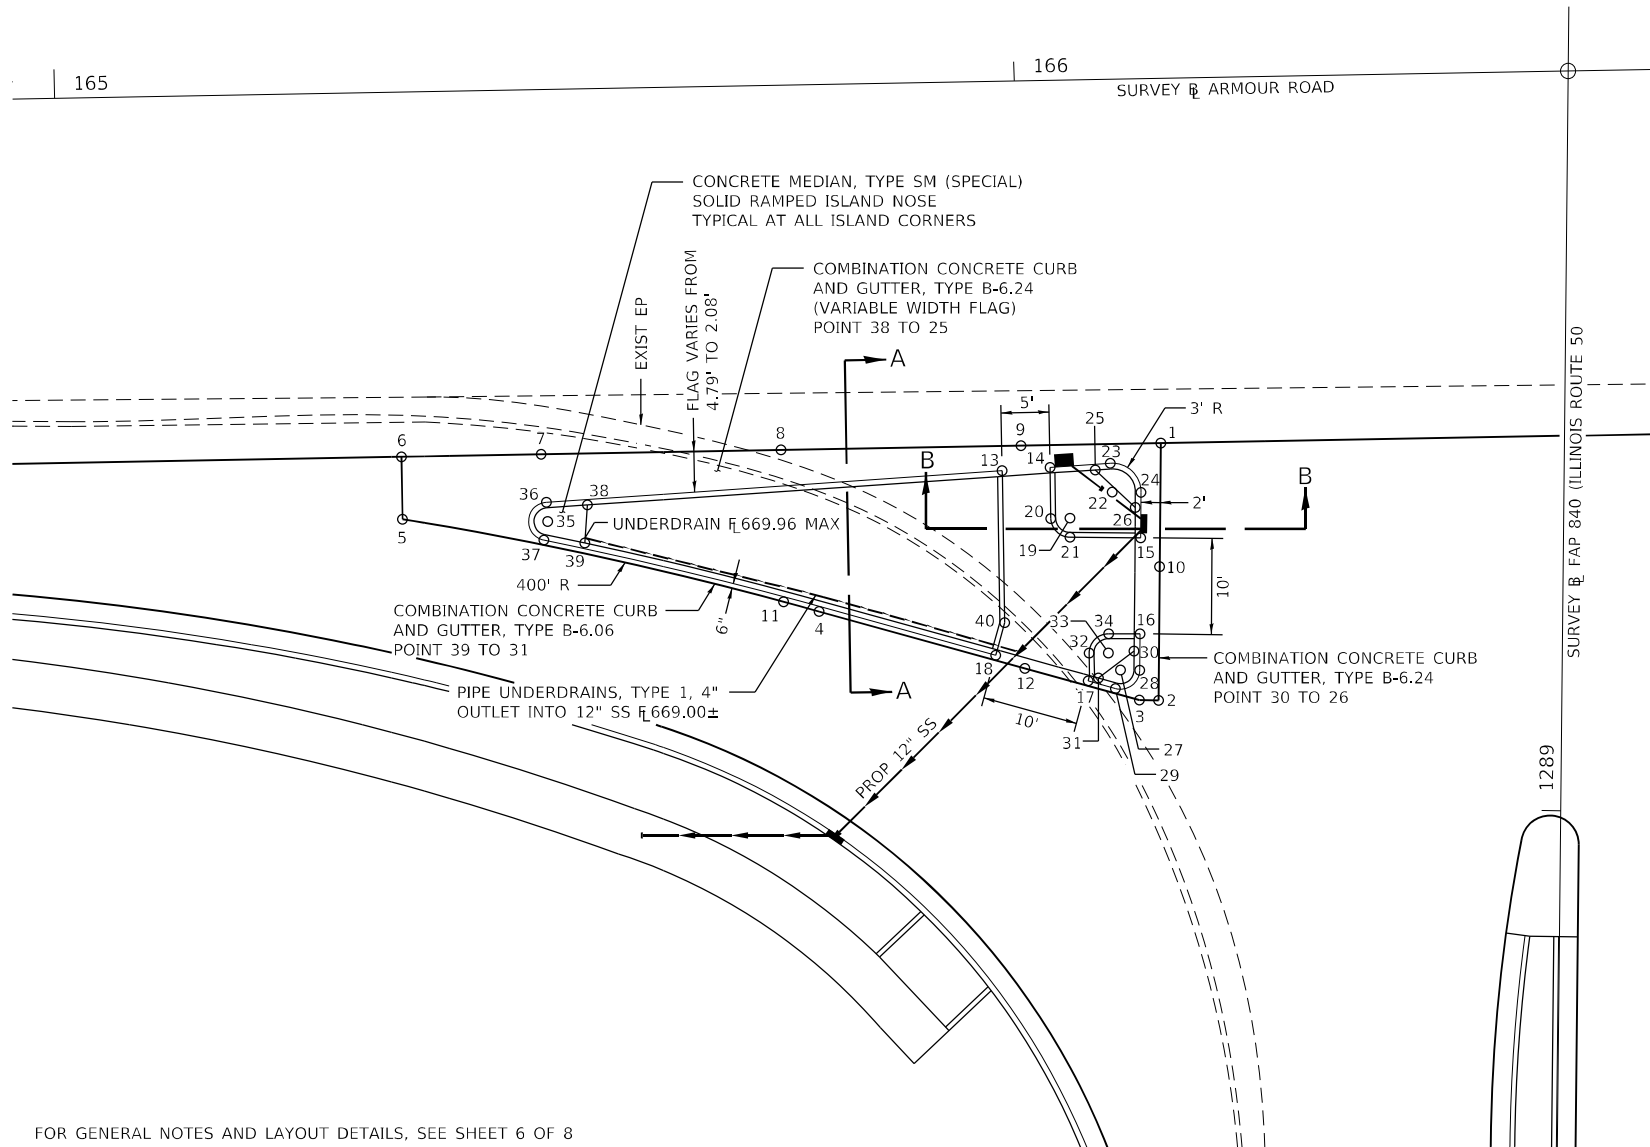 165
166
SURVEY ⅊ ARMOUR ROAD
CONCRETE MEDIAN, TYPE SM (SPECIAL)
SOLID RAMPED ISLAND NOSE
TYPICAL AT ALL ISLAND CORNERS
COMBINATION CONCRETE CURB
AND GUTTER, TYPE B-6.24
(VARIABLE WIDTH FLAG)
POINT 38 TO 25
EXIST EP
FLAG VARIES FROM
4.79' TO 2.08'
SURVEY BL FAP 840 (ILLINOIS ROUTE 50
A
5'
25
3' R
6
7
8
9
1
13
14
23
B
B
24
36
38
35
22
2'
5
UNDERDRAIN FL 669.96 MAX
20
26
37
39
19
21
15
400' R
10
10'
COMBINATION CONCRETE CURB
AND GUTTER, TYPE B-6.06
POINT 39 TO 31
6"
11
4
40
33
34
16
32
30
18
12
17
28
COMBINATION CONCRETE CURB
AND GUTTER, TYPE B-6.24
POINT 30 TO 26
PIPE UNDERDRAINS, TYPE 1, 4"
OUTLET INTO 12" SS FL 669.00±
A
3
2
10'
31
27
29
PROP 12" SS
1289
FOR GENERAL NOTES AND LAYOUT DETAILS, SEE SHEET 6 OF 8